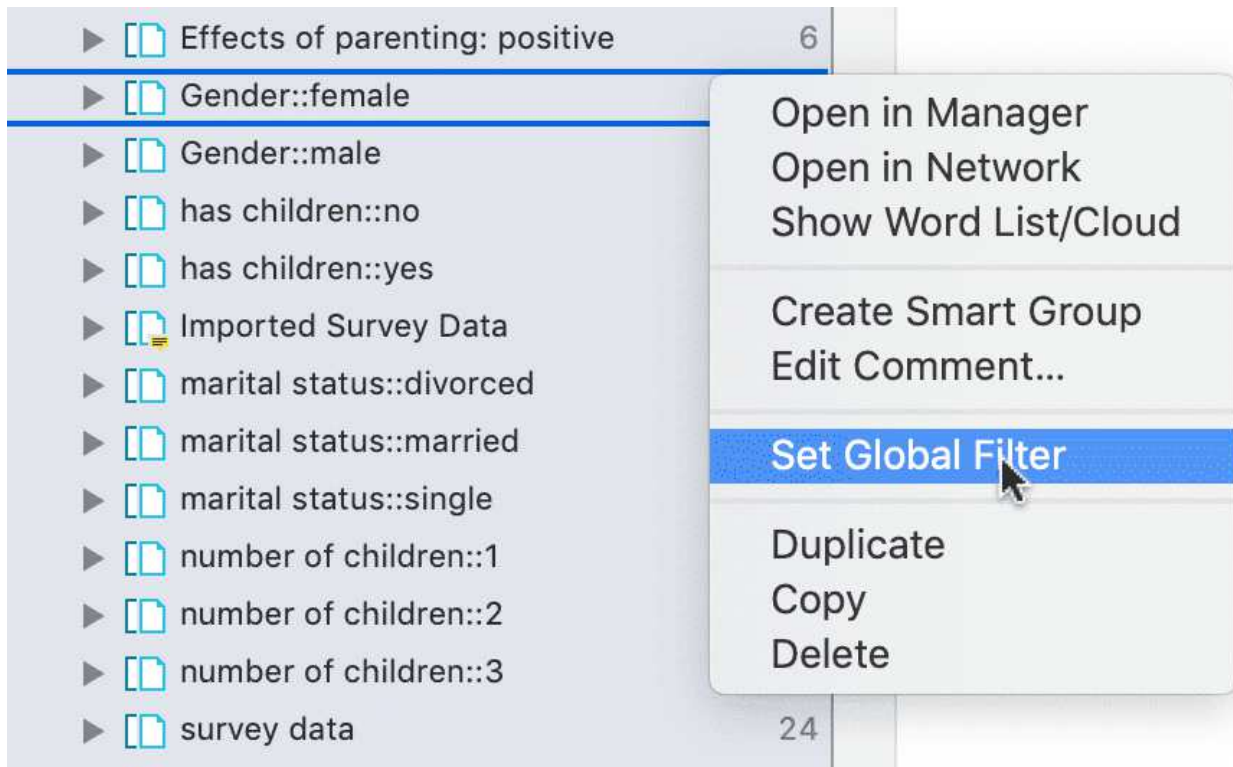 Effects of parenting: positive 6
Gender::female
Gender::male
has children::no
has children::yes
Imported Survey Data
marital status::divorced
marital status::married
marital status::single
number of children::1
number of children::2
number of children::3
survey data 24
Open in Manager
Open in Network
Show Word List/Cloud
Create Smart Group
Edit Comment...
Set Global Filter
Duplicate
Copy
Delete